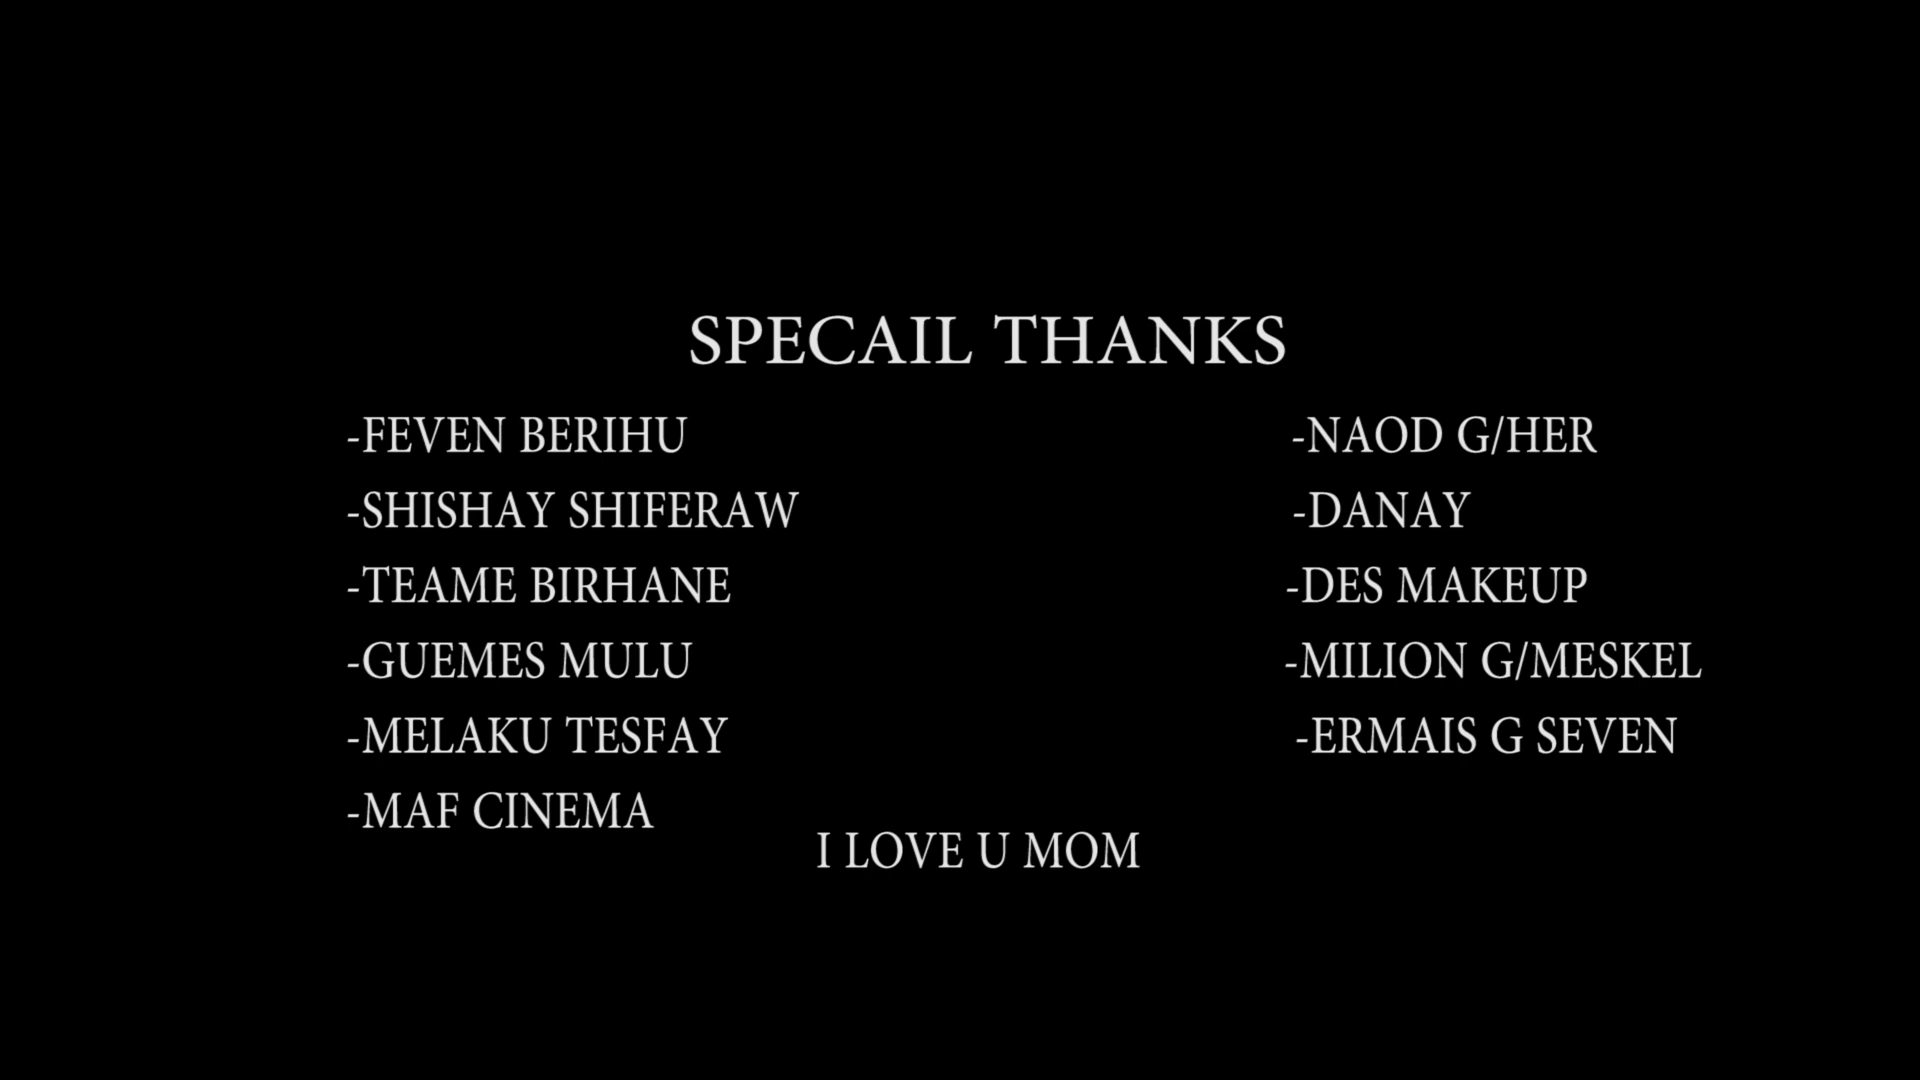 SPECAIL THANKS
-FEVEN BERIHU
-SHISHAY SHIFERAW
-TEAME BIRHANE
-GUEMES MULU
-MELAKU TESFAY
-MAF CINEMA
-NAOD G/HER
-DANAY
-DES MAKEUP
-MILION G/MESKEL
-ERMAIS G SEVEN
I LOVE U MOM